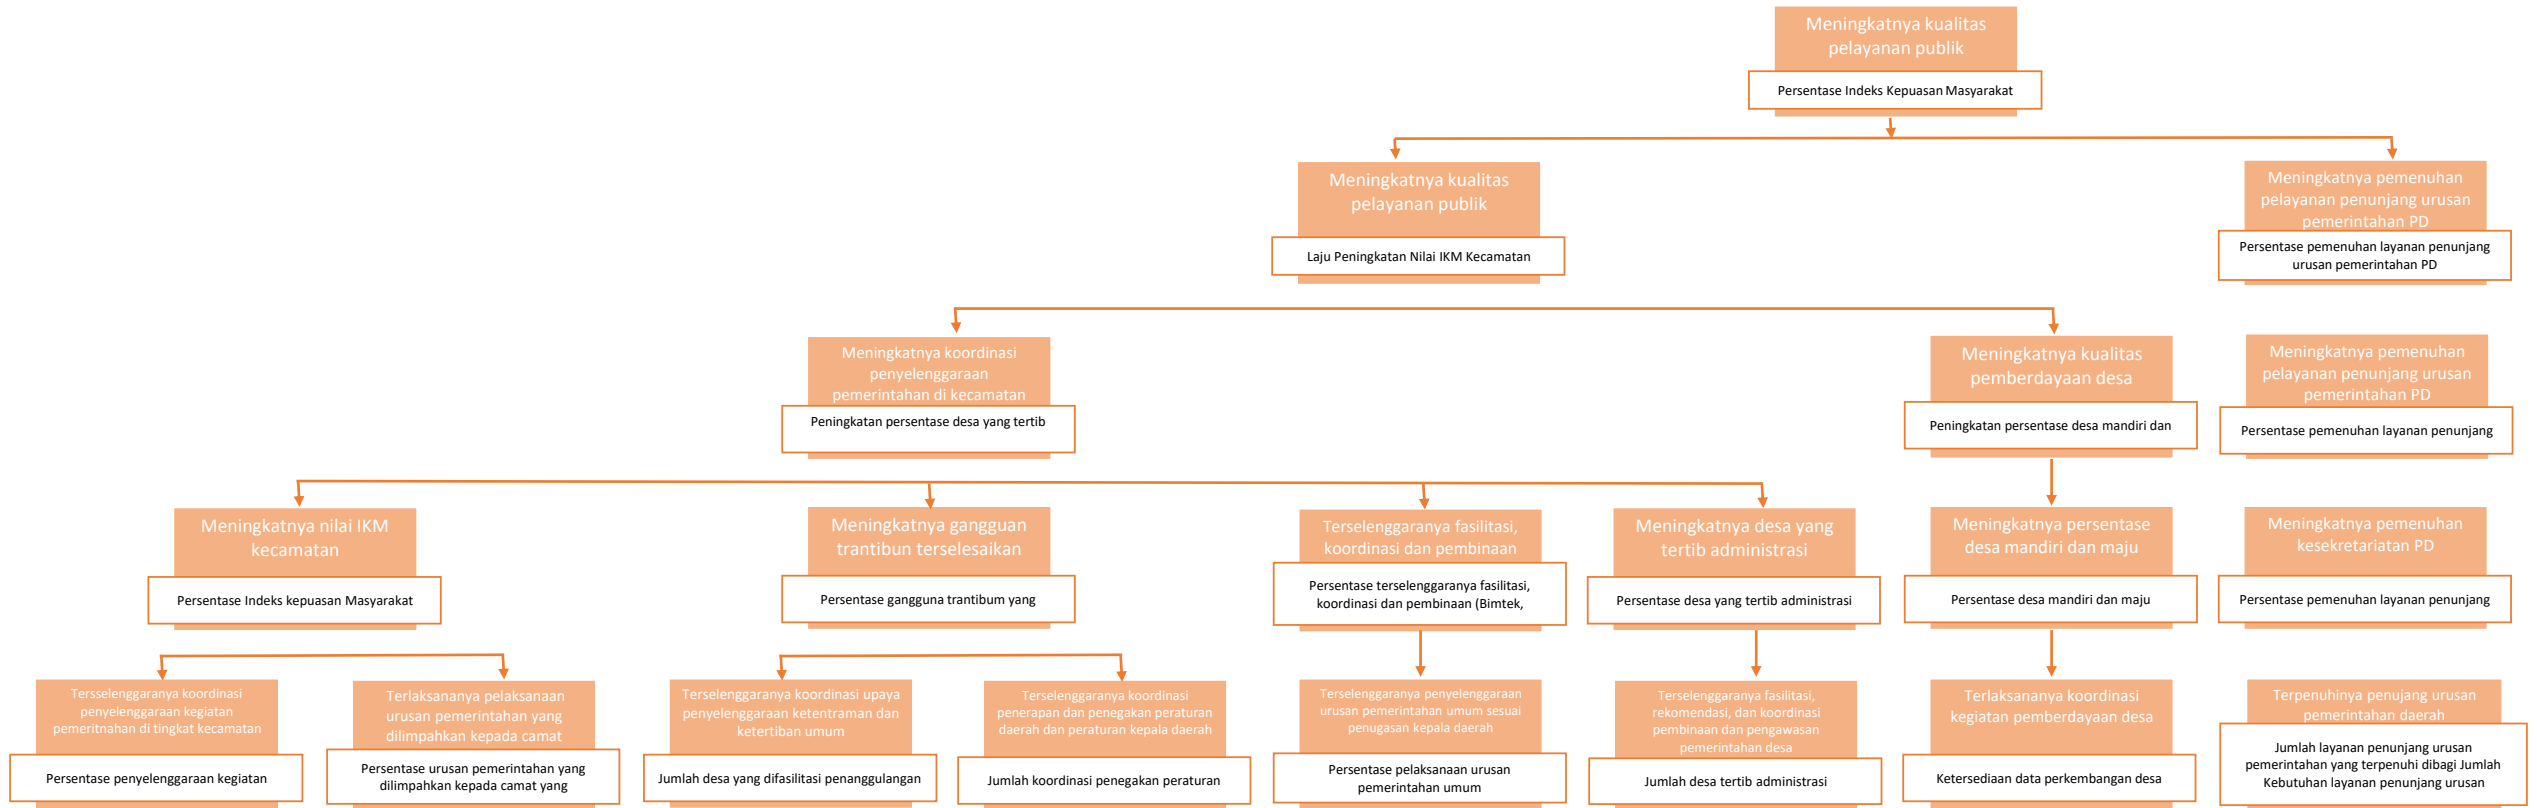 Meningkatnya kualitas
pelayanan publik
Persentase Indeks Kepuasan Masyarakat
Meningkatnya kualitas
pelayanan publik
Laju Peningkatan Nilai IKM Kecamatan
Meningkatnya pemenuhan
pelayanan penunjang urusan
pemerintahan PD
Persentase pemenuhan layanan penunjang
urusan pemerintahan PD
Meningkatnya koordinasi
penyelenggaraan
pemerintahan di kecamatan
Peningkatan persentase desa yang tertib
Meningkatnya kualitas
pemberdayaan desa
Peningkatan persentase desa mandiri dan
Meningkatnya pemenuhan
pelayanan penunjang urusan
pemerintahan PD
Persentase pemenuhan layanan penunjang
Meningkatnya nilai IKM
kecamatan
Persentase Indeks kepuasan Masyarakat
Meningkatnya gangguan
trantibun terselesaikan
Persentase gangguna trantibum yang
Terselenggaranya fasilitasi,
koordinasi dan pembinaan
Persentase terselenggaranya fasilitasi,
koordinasi dan pembinaan (Bimtek,
Meningkatnya desa yang
tertib administrasi
Persentase desa yang tertib administrasi
Meningkatnya persentase
desa mandiri dan maju
Persentase desa mandiri dan maju
Meningkatnya pemenuhan
kesekretariatan PD
Persentase pemenuhan layanan penunjang
Tersselenggaranya koordinasi
penyelenggaraan kegiatan
pemeritnahan di tingkat kecamatan
Persentase penyelenggaraan kegiatan
Terlaksananya pelaksanaan
urusan pemerintahan yang
dilimpahkan kepada camat
Persentase urusan pemerintahan yang
dilimpahkan kepada camat yang
Terselenggaranya koordinasi upaya
penyelenggaraan ketentraman dan
ketertiban umum
Jumlah desa yang difasilitasi penanggulangan
Terselenggaranya koordinasi
penerapan dan penegakan peraturan
daerah dan peraturan kepala daerah
Jumlah koordinasi penegakan peraturan
Terselenggaranya penyelenggaraan
urusan pemerintahan umum sesuai
penugasan kepala daerah
Persentase pelaksanaan urusan
pemerintahan umum
Terselenggaranya fasilitasi,
rekomendasi, dan koordinasi
pembinaan dan pengawasan
pemerintahan desa
Jumlah desa tertib administrasi
Terlaksananya koordinasi
kegiatan pemberdayaan desa
Ketersediaan data perkembangan desa
Terpenuhinya penujang urusan
pemerintahan daerah
Jumlah layanan penunjang urusan
pemerintahan yang terpenuhi dibagi Jumlah
Kebutuhan layanan penunjang urusan